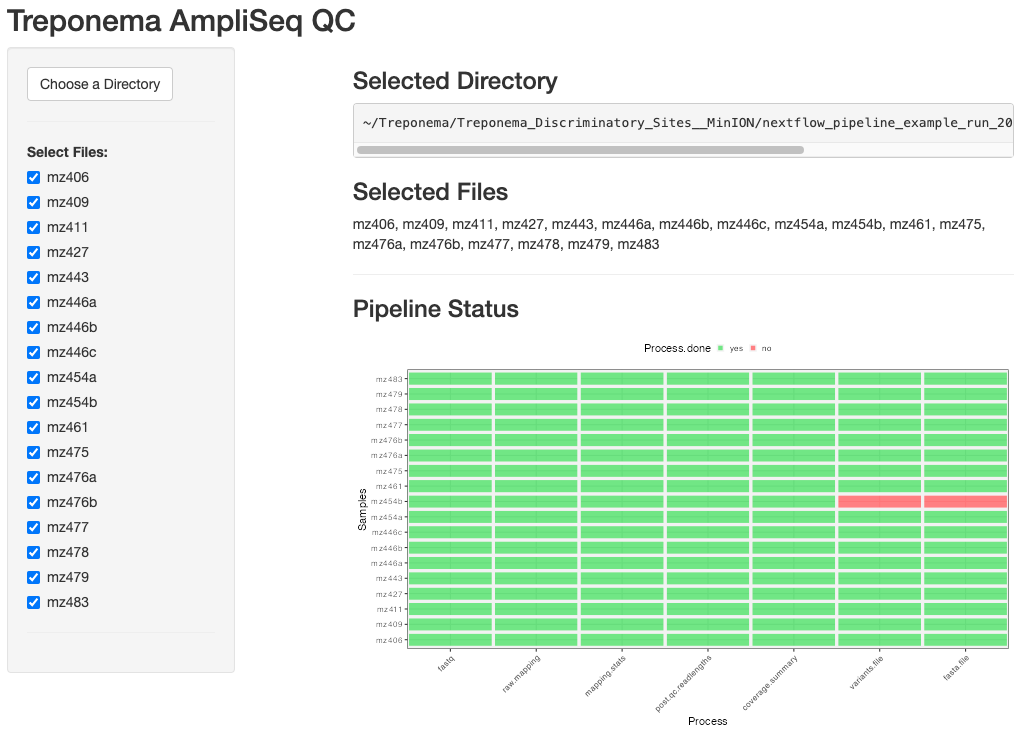 Treponema AmpliSeq QC
Choose a Directory
Select Files:
mz406
mz409
mz411
mz427
mz443
mz446a
mz446b
mz446c
mz454a
mz454b
mz461
mz475
mz476a
mz476b
mz477
mz478
mz479
mz483
Selected Directory
~/Treponema/Treponema_Discriminatory_Sites__MinION/nextflow_pipeline_example_run_20
Selected Files
mz406, mz409, mz411, mz427, mz443, mz446a, mz446b, mz446c, mz454a, mz454b, mz461, mz475,
mz476a, mz476b, mz477, mz478, mz479, mz483
Pipeline Status
Process.done yes no
mz483
mz479
mz478
mz477
mz476b
mz476a
mz475
mz461
mz454b
mz454a
mz446c
mz446b
mz446a
mz443
mz427
mz411
mz409
mz406
Samples
fastq
raw.mapping
mapping.stats
post.qc.readlengths
coverage.summary
variants.file
fasta.file
Process